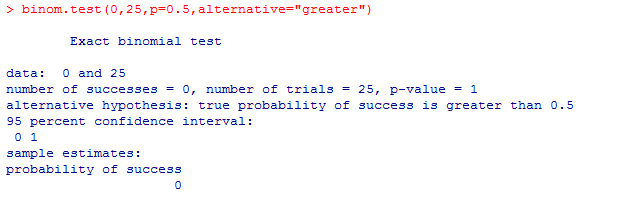 > binom.test(0,25,p=0.5,alternative="greater")
Exact binomial test
data:  0 and 25
number of successes = 0, number of trials = 25, p-value = 1
alternative hypothesis: true probability of success is greater than 0.5
95 percent confidence interval:
 0 1
sample estimates:
probability of success
0